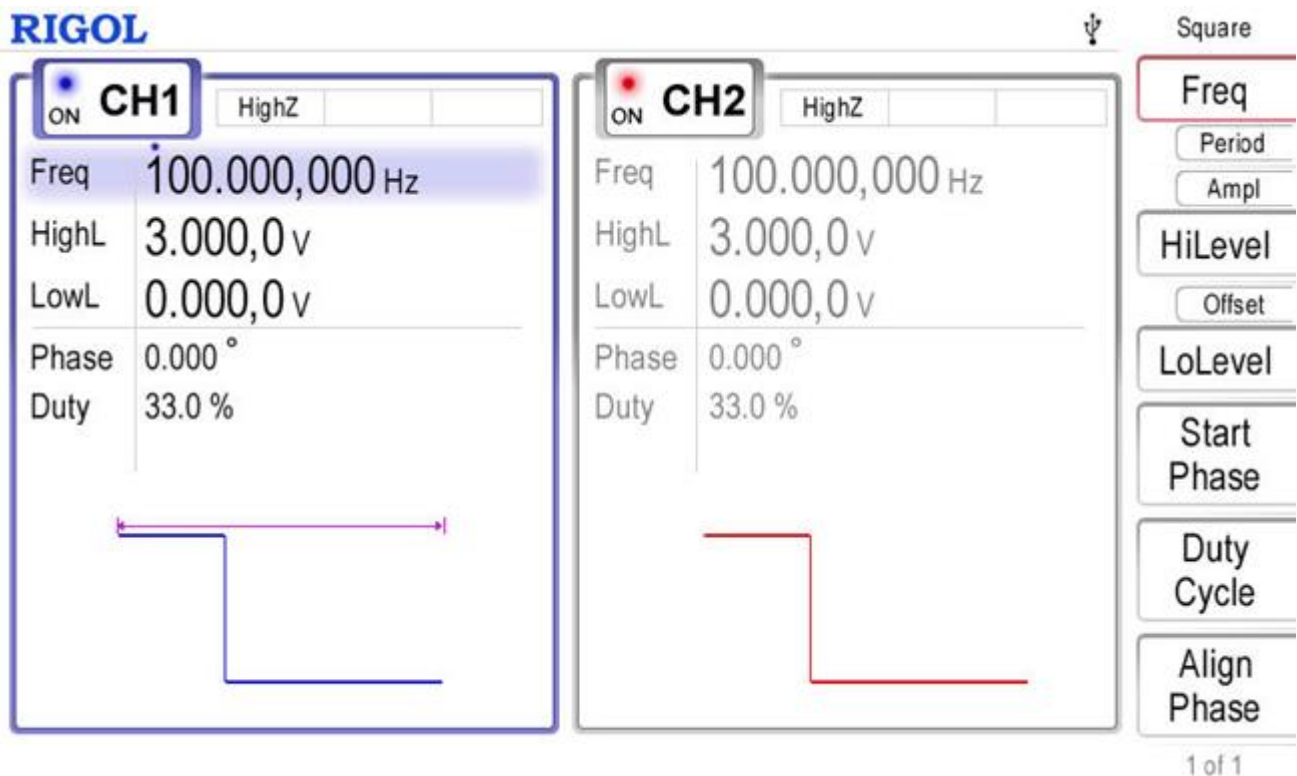 RIGOL
Square
ON CH1 HighZ
Freq 100.000,000 Hz
HighL 3.000,0 V
LowL 0.000,0 V
Phase 0.000 °
Duty 33.0 %
ON CH2 HighZ
Freq 100.000,000 Hz
HighL 3.000,0 V
LowL 0.000,0 V
Phase 0.000 °
Duty 33.0 %
Freq
Period
Ampl
HiLevel
Offset
LoLevel
Start
Phase
Duty
Cycle
Align
Phase
1 of 1